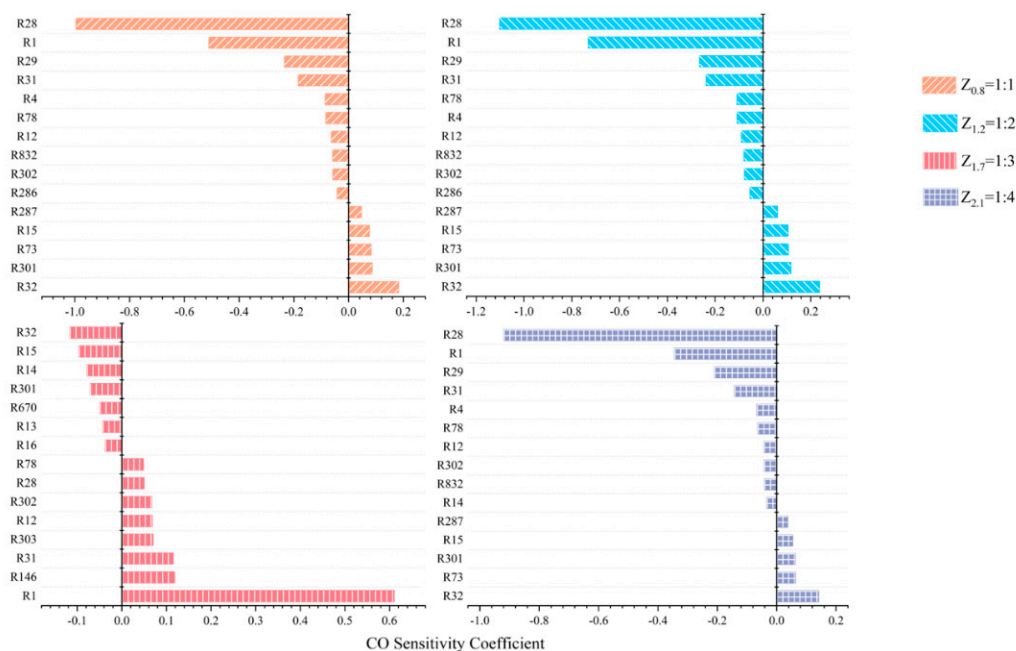 R28
R1
R29
R31
R4
R78
R12
R832
R302
R286
R287
R15
R73
R301
R32
-1.0 -0.8 -0.6 -0.4 -0.2 0.0 0.2
R28
R1
R29
R31
R78
R4
R12
R832
R302
R286
R287
R15
R73
R301
R32
-1.2 -1.0 -0.8 -0.6 -0.4 -0.2 0.0 0.2
Z0.8=1:1
Z1.2=1:2
Z1.7=1:3
Z2.1=1:4
R32
R15
R14
R301
R670
R13
R16
R78
R28
R302
R12
R303
R31
R146
R1
-0.1 0.0 0.1 0.2 0.3 0.4 0.5 0.6
R28
R1
R29
R31
R4
R78
R12
R302
R832
R14
R287
R15
R301
R73
R32
-1.0 -0.8 -0.6 -0.4 -0.2 0.0 0.2
CO Sensitivity Coefficient